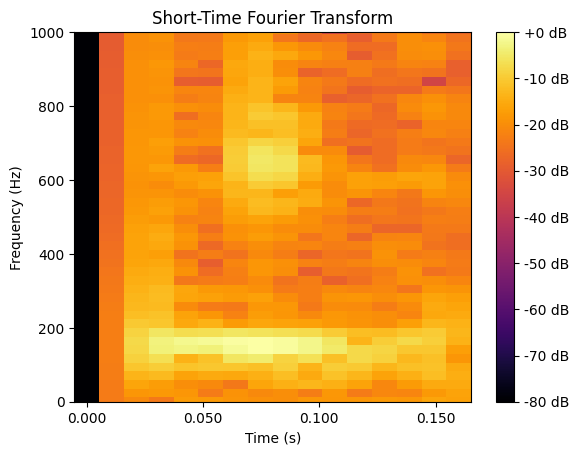 Short-Time Fourier Transform
Frequency (Hz)
1000
800
600
400
200
0
0.000
0.050
0.100
0.150
Time (s)
+0 dB
-10 dB
-20 dB
-30 dB
-40 dB
-50 dB
-60 dB
-70 dB
-80 dB